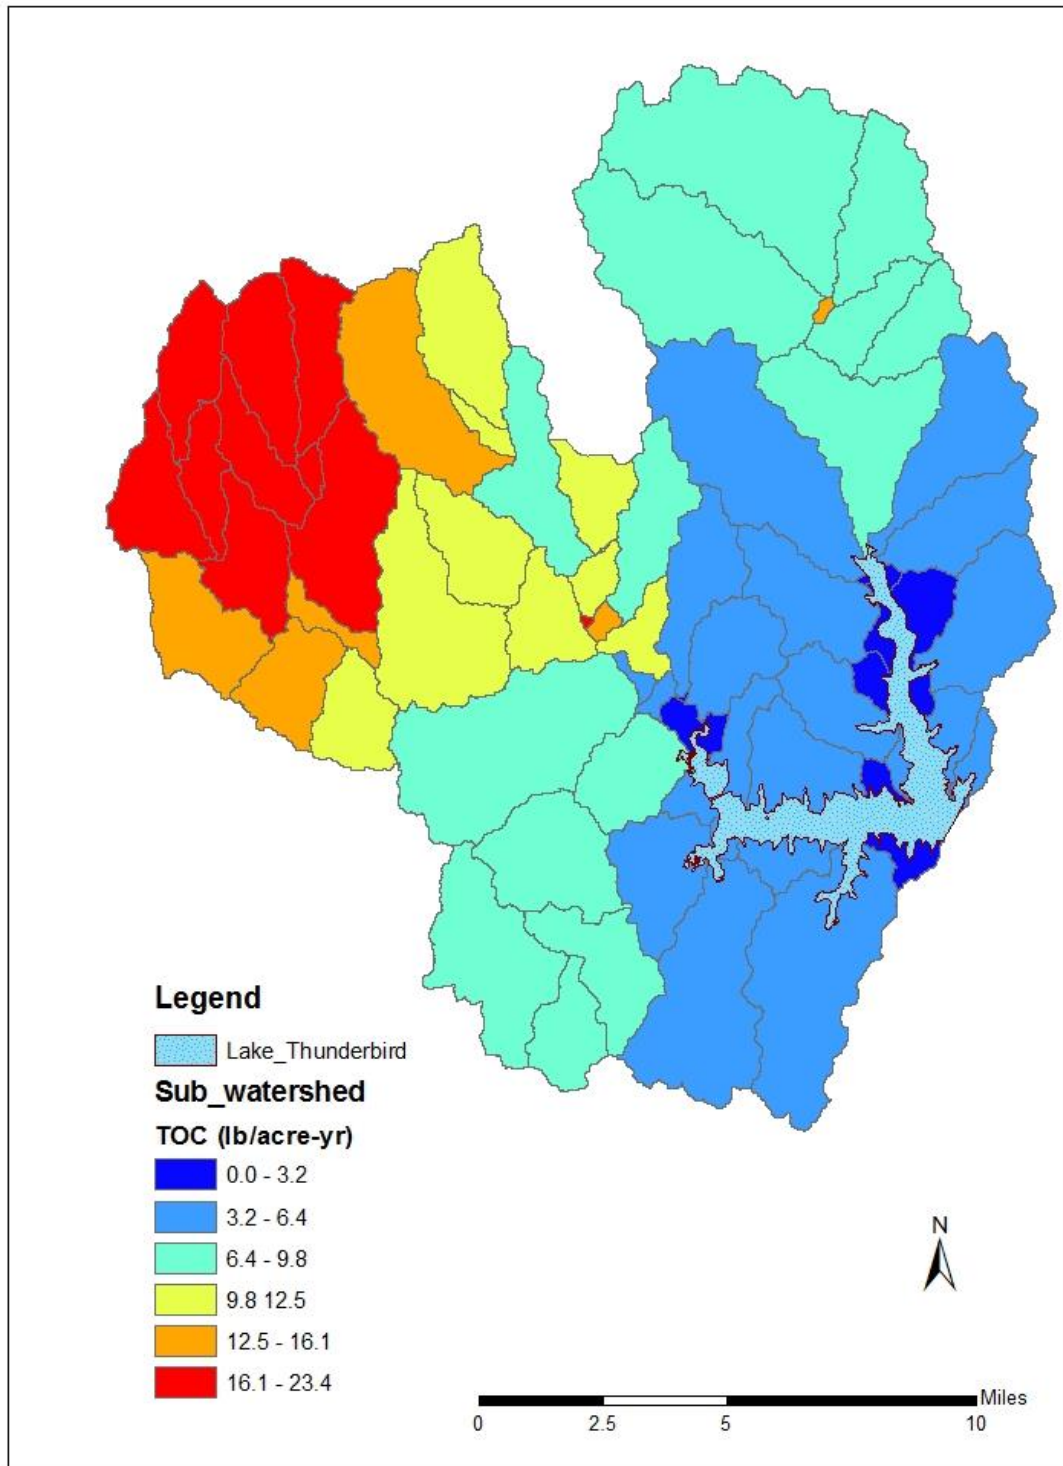 Legend
Lake_Thunderbird
Sub_watershed
TOC (lb/acre-yr)
0.0 - 3.2
3.2 - 6.4
6.4 - 9.8
9.8 12.5
12.5 - 16.1
16.1 - 23.4
N
Miles
0 2.5 5 10